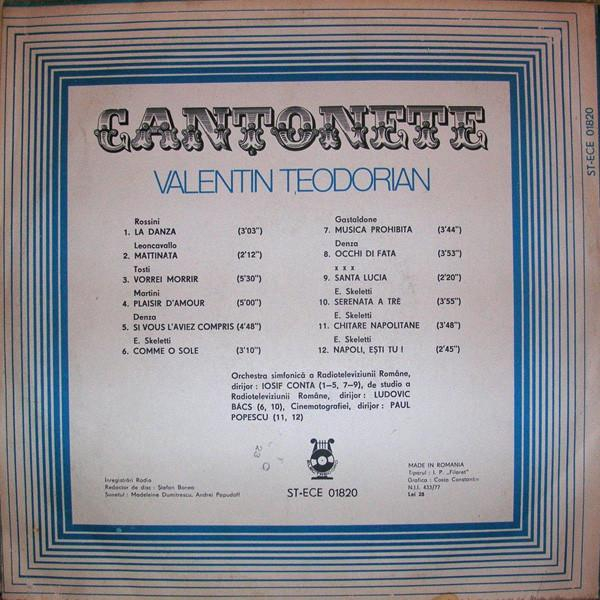 CANȚONETE
VALENTIN TEODORIAN
Rossini
1. LA DANZA (3'03")
Leoncavallo
2. MATTINATA (2'12")
Tosti
3. VORREI MORRIR (5'30")
Martini
4. PLAISIR D'AMOUR (5'00")
Denza
5. SI VOUS L'AVIEZ COMPRIS (4'48")
E. Skeletti
6. COMME O SOLE (3'10")
Gastaldone
7. MUSICA PROHIBITA (3'44")
Denza
8. OCCHI DI FATA (3'53")
x x x
9. SANTA LUCIA (2'20")
E. Skeletti
10. SERENATA A TRÈ (3'55")
E. Skeletti
11. CHITARE NAPOLITANE (3'48")
E. Skeletti
12. NAPOLI, EȘTI TU ! (2'45")
Orchestra simfonică a Radioteleviziunii Române,
dirijor : IOSIF CONTA (1—5, 7—9), de studio a
Radioteleviziunii Române, dirijor : LUDOVIC
BÁCS (6, 10), Cinematografiei, dirijor : PAUL
POPESCU (11, 12)
Înregistrări Radio
Redactor de disc : Ștefan Bonea
Sunetul : Madeleine Dumitrescu, Andrei Papudoff
ST-ECE 01820
MADE IN ROMANIA
Tiparul : I. P. „Filaret"
Grafica : Costa Constantin
N.I.I. 433/77
Lei 28
ST-ECE 01820